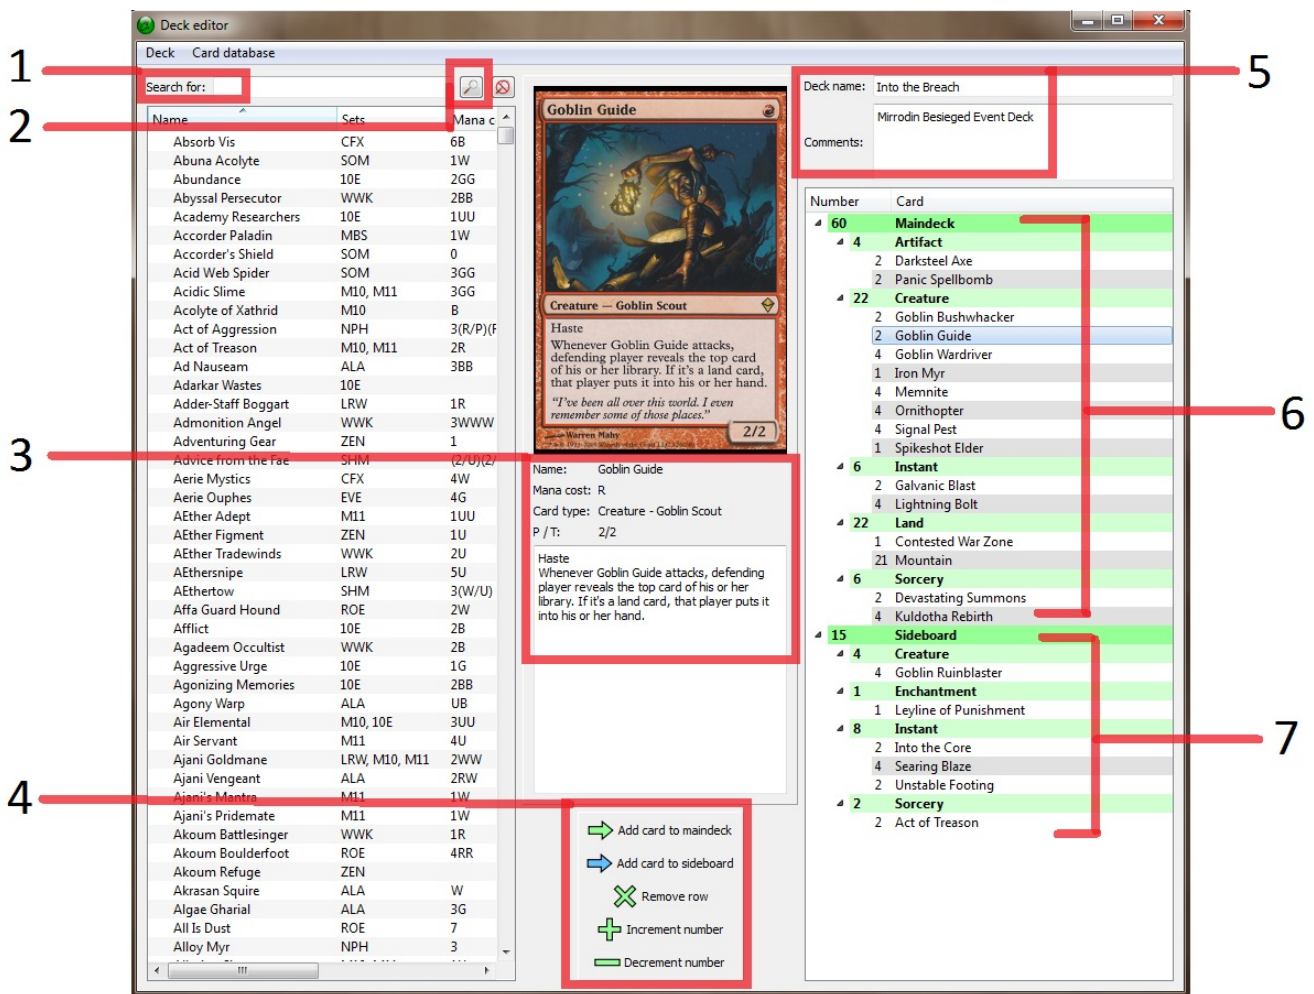 Deck editor
Deck Card database
1
Search for:
2
Name Sets Mana c
Absorb Vis CFX 6B
Abuna Acolyte SOM 1W
Abundance 10E 2GG
Abyssal Persecutor WWK 2BB
Academy Researchers 10E 1UU
Accorder Paladin MBS 1W
Accorder's Shield SOM 0
Acid Web Spider SOM 3GG
Acidic Slime M10, M11 3GG
Acolyte of Xathrid M10 B
Act of Aggression NPH 3(R/P)(F
Act of Treason M10, M11 2R
Ad Nauseam ALA 3BB
Adarkar Wastes 10E
Adder-Staff Boggart LRW 1R
Admonition Angel WWK 3WWW
Adventuring Gear ZEN 1
3
Advice from the Fae SHM (2/U)(2/
Aerie Mystics CFX 4W
Aerie Ouphes EVE 4G
AEther Adept M11 1UU
AEther Figment ZEN 1U
AEther Tradewinds WWK 2U
AEthersnipe LRW 5U
AEthertow SHM 3(W/U)
Affa Guard Hound ROE 2W
Afflict 10E 2B
Agadeem Occultist WWK 2B
Aggressive Urge 10E 1G
Agonizing Memories 10E 2BB
Agony Warp ALA UB
Air Elemental M10, 10E 3UU
Air Servant M11 4U
Ajani Goldmane LRW, M10, M11 2WW
Ajani Vengeant ALA 2RW
4
Ajani's Mantra M11 1W
Ajani's Pridemate M11 1W
Akoum Battlesinger WWK 1R
Akoum Boulderfoot ROE 4RR
Akoum Refuge ZEN
Akrasan Squire ALA W
Algae Gharial ALA 3G
All Is Dust ROE 7
Alloy Myr NPH 3
Goblin Guide
Creature — Goblin Scout
Haste
Whenever Goblin Guide attacks,
defending player reveals the top card
of his or her library. If it's a land card,
that player puts it into his or her hand.
"I've been all over this world. I even
remember some of those places."
Warren Mahy
2/2
Name: Goblin Guide
Mana cost: R
Card type: Creature - Goblin Scout
P / T: 2/2
Haste
Whenever Goblin Guide attacks, defending
player reveals the top card of his or her
library. If it's a land card, that player puts it
into his or her hand.
Add card to maindeck
Add card to sideboard
Remove row
Increment number
Decrement number
5
Deck name: Into the Breach
Comments: Mirrodin Besieged Event Deck
Number Card
60 Maindeck
4 Artifact
2 Darksteel Axe
2 Panic Spellbomb
22 Creature
2 Goblin Bushwhacker
2 Goblin Guide
4 Goblin Wardriver
1 Iron Myr
4 Memnite
6
4 Ornithopter
4 Signal Pest
1 Spikeshot Elder
6 Instant
2 Galvanic Blast
4 Lightning Bolt
22 Land
1 Contested War Zone
21 Mountain
6 Sorcery
2 Devastating Summons
4 Kuldotha Rebirth
15 Sideboard
4 Creature
4 Goblin Ruinblaster
1 Enchantment
1 Leyline of Punishment
8 Instant
7
2 Into the Core
4 Searing Blaze
2 Unstable Footing
2 Sorcery
2 Act of Treason